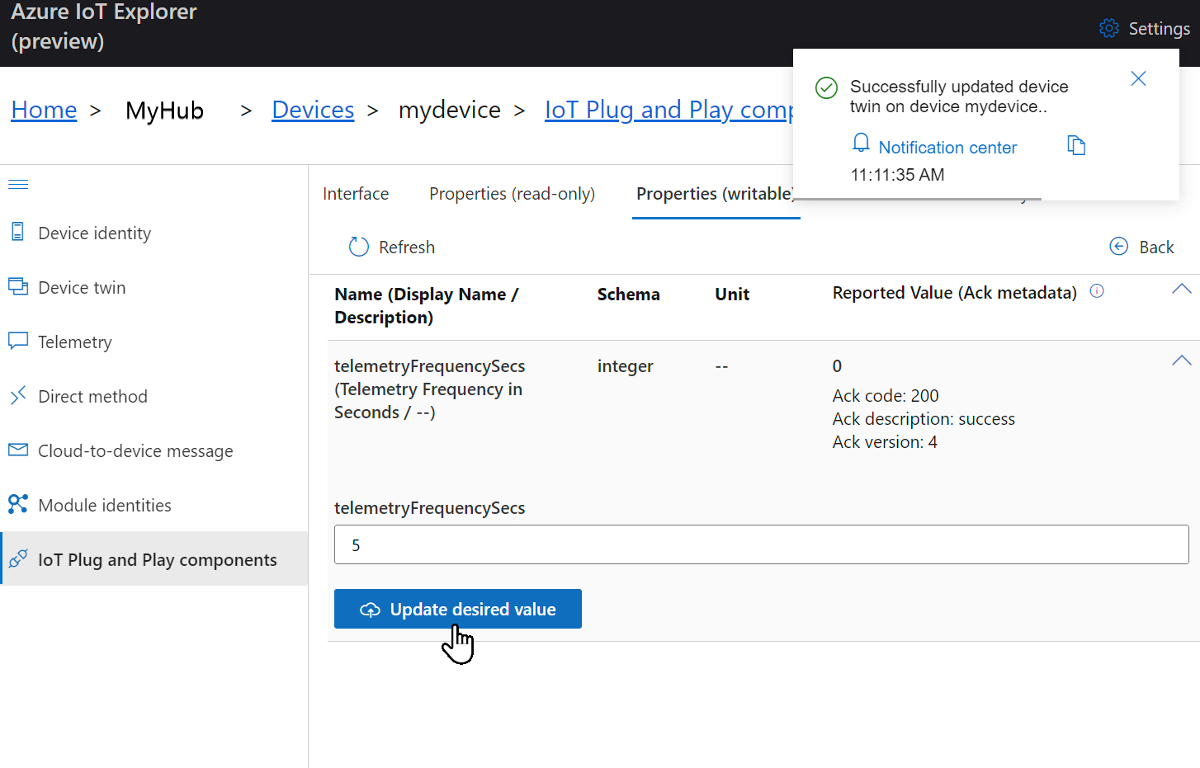 Azure IoT Explorer
(preview)
Settings
Successfully updated device
twin on device mydevice..
Notification center
11:11:35 AM
Home > MyHub > Devices > mydevice > IoT Plug and Play comp
Interface Properties (read-only) Properties (writable)
Device identity
Device twin
Telemetry
Direct method
Cloud-to-device message
Module identities
IoT Plug and Play components
Refresh Back
Name (Display Name /
Description)
Schema Unit Reported Value (Ack metadata)
telemetryFrequencySecs
(Telemetry Frequency in
Seconds / --)
integer -- 0
Ack code: 200
Ack description: success
Ack version: 4
telemetryFrequencySecs
5
Update desired value